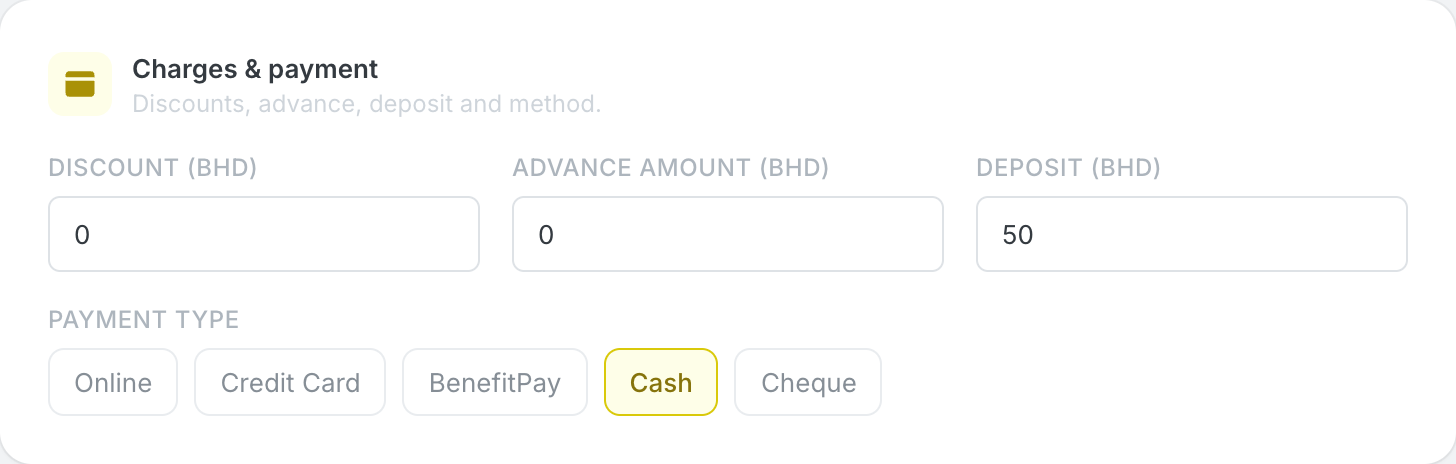 Charges & payment
Discounts, advance, deposit and method.
DISCOUNT (BHD) ADVANCE AMOUNT (BHD) DEPOSIT (BHD)
0 0 50
PAYMENT TYPE
Online Credit Card BenefitPay Cash Cheque